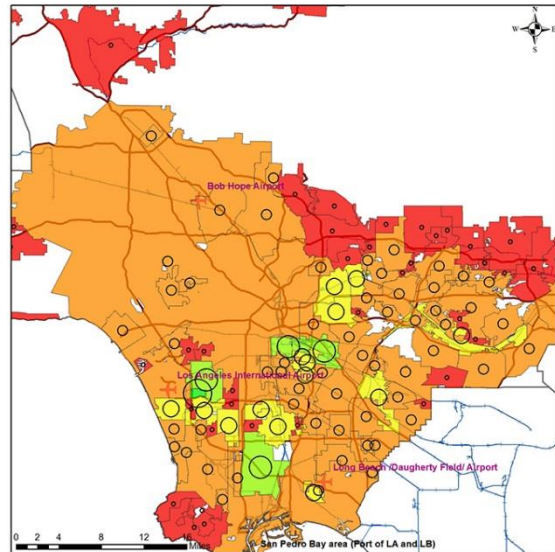 N
W E
S
Bob Hope Airport
Los Angeles International Airport
Long Beach /Daugherty Field/ Airport
San Pedro Bay area (Port of LA and LB)
0 2 4 8 12 16
Miles